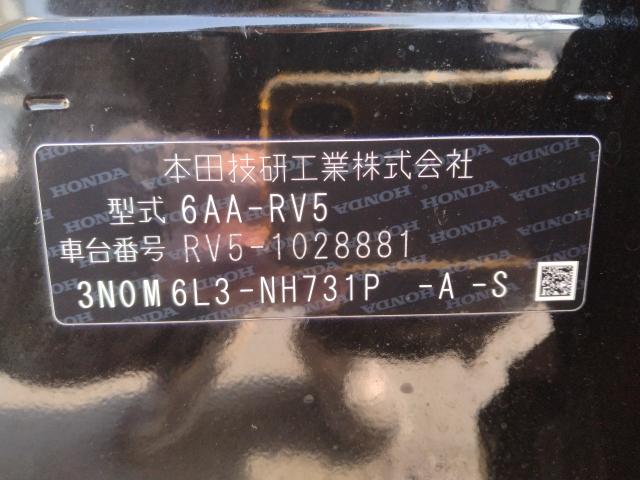 本田技研工業株式会社
型式 6AA-RV5
車台番号 RV5-1028881
3N0M6L3-NH731P -A -S